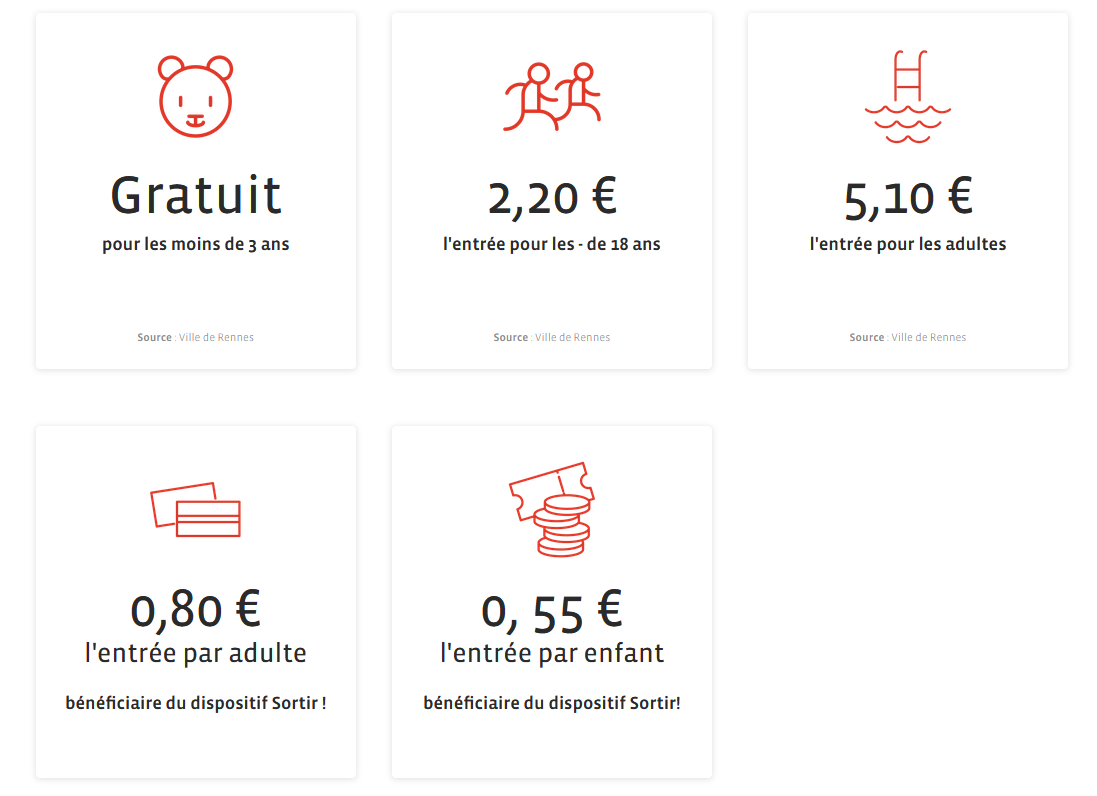 Gratuit
pour les moins de 3 ans
Source : Ville de Rennes
2,20 €
l'entrée pour les - de 18 ans
Source : Ville de Rennes
5,10 €
l'entrée pour les adultes
Source : Ville de Rennes
0,80 €
l'entrée par adulte
bénéficiaire du dispositif Sortir !
0, 55 €
l'entrée par enfant
bénéficiaire du dispositif Sortir!